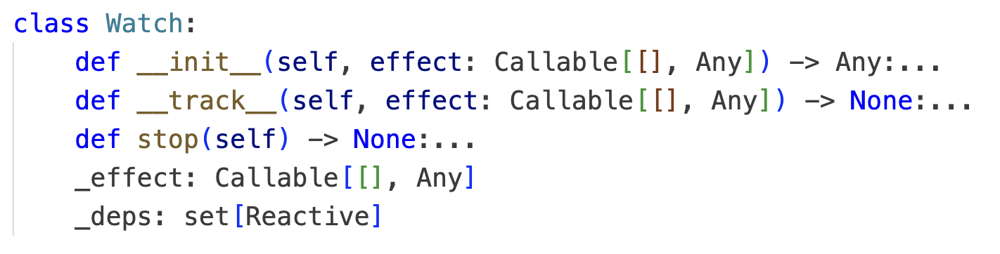 class Watch:
    def __init__(self, effect: Callable[[], Any]) -> Any:...
    def __track__(self, effect: Callable[[], Any]) -> None:...
    def stop(self) -> None:...
    _effect: Callable[[], Any]
    _deps: set[Reactive]